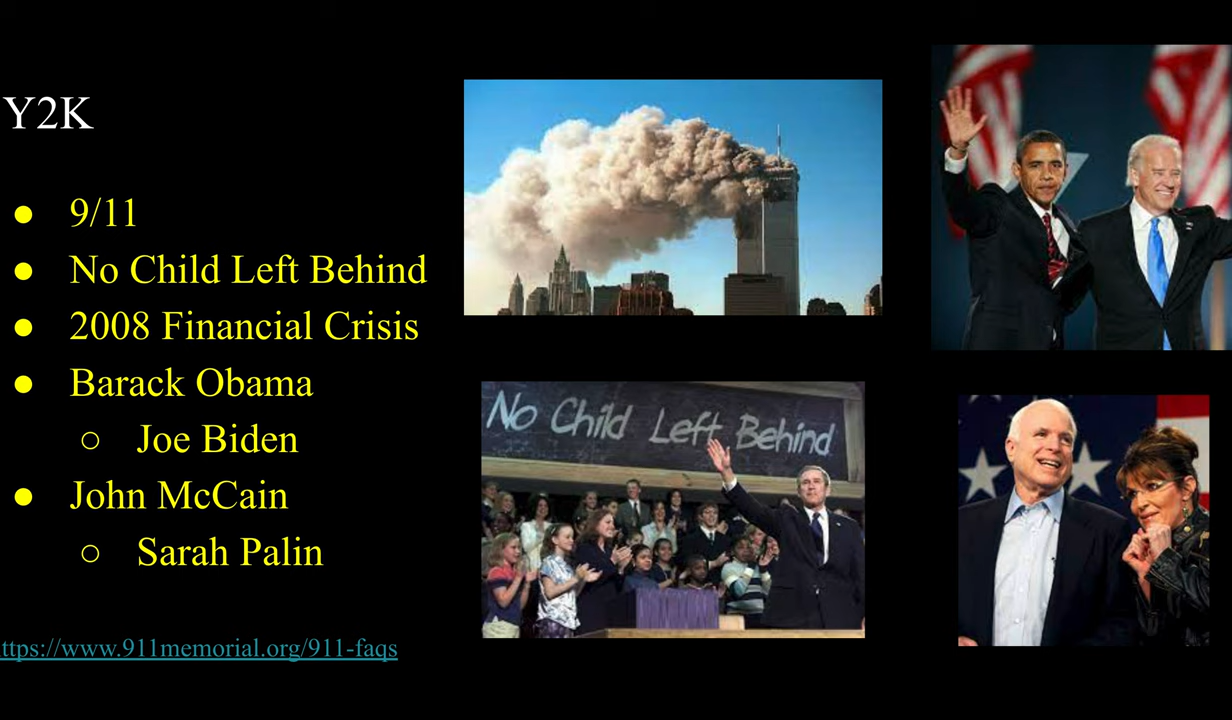 Y2K
● 9/11
● No Child Left Behind
● 2008 Financial Crisis
● Barack Obama
○ Joe Biden
● John McCain
○ Sarah Palin
ttps://www.911memorial.org/911-faqs
No Child Left Behind